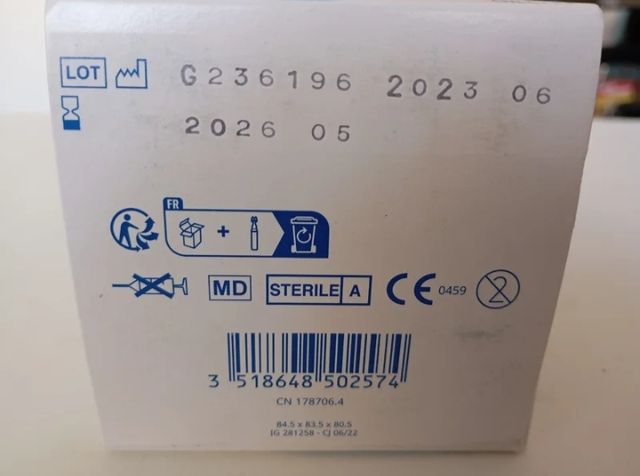 LOT G236196 2023 06
2026 05
FR
+
MD STERILE A CE 0459 2
3 518648 502574
CN 178706.4
84.5 x 83.5 x 80.5
JG 281258 - CJ 06/22